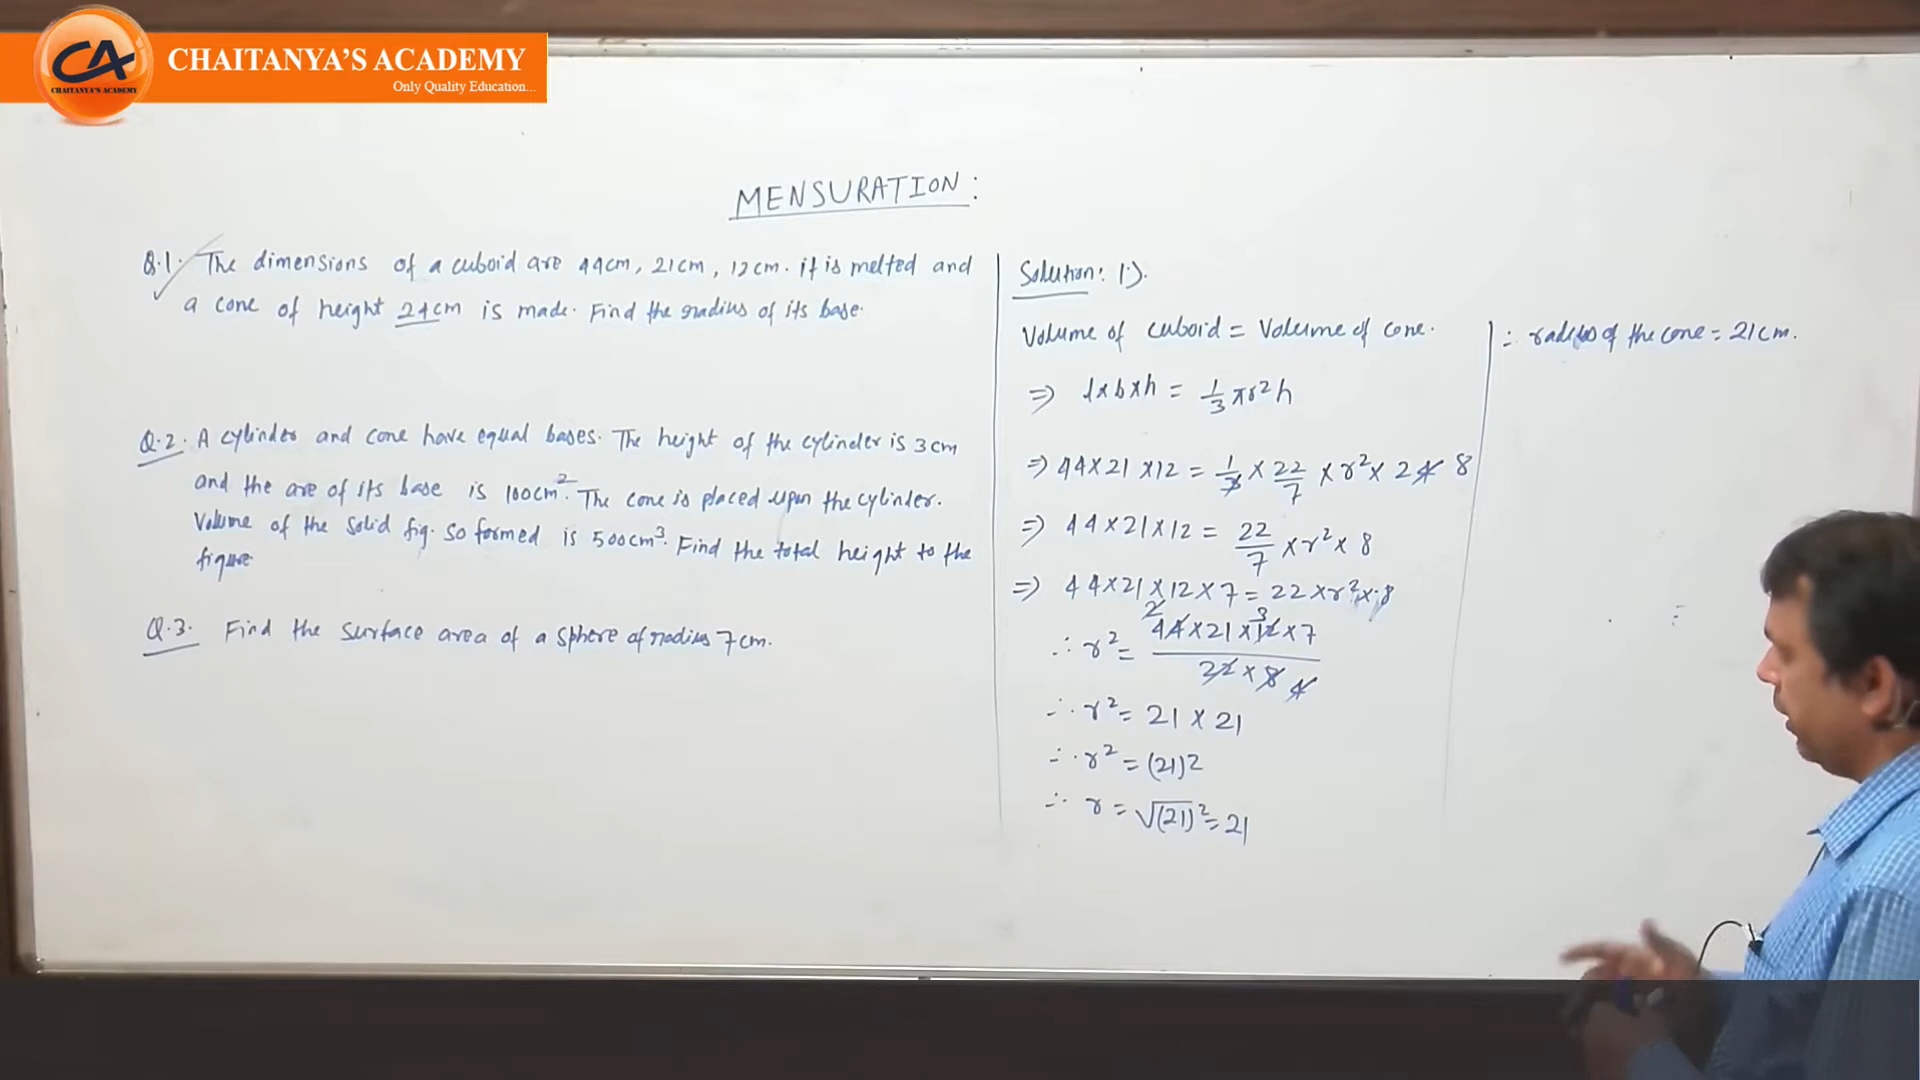 CA
CHAITANYA'S ACADEMY
CHAITANYA'S ACADEMY
Only Quality Education...
MENSURATION:
Q.1. The dimensions of a cuboid are 44cm, 21cm, 12cm. it is melted and
a cone of height 24cm is made. Find the radius of its base.
Q.2. A cylinder and cone have equal bases. The height of the cylinder is 3cm
and the are of its base is 100cm². The cone is placed upon the cylinder.
Volume of the solid fig. so formed is 500cm³. Find the total height to the
figure
Q.3. Find the surface area of a sphere of radius 7cm.
Solution: 1).
Volume of cuboid = Volume of cone.
⇒ l×b×h = 1/3 πr²h
⇒ 44×21×12 = 1/3 × 22/7 × r² × 24 8
⇒ 44×21×12 = 22/7 × r² × 8
⇒ 44×21×12×7 = 22×r²×8
2 3
∴ r² = 44×21×12×7 / 22×8 4
∴ r² = 21 × 21
∴ r² = (21)²
∴ r = √(21)² = 21
∴ radius of the cone = 21cm.